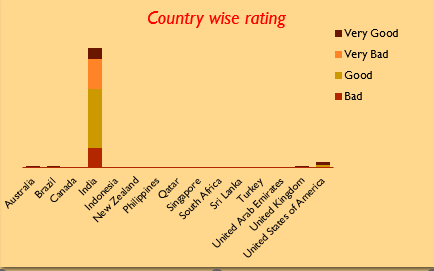 Country wise rating
Very Good
Very Bad
Good
Bad
Australia
Brazil
Canada
India
Indonesia
New Zealand
Philippines
Qatar
Singapore
South Africa
Sri Lanka
Turkey
United Arab Emirates
United Kingdom
United States of America